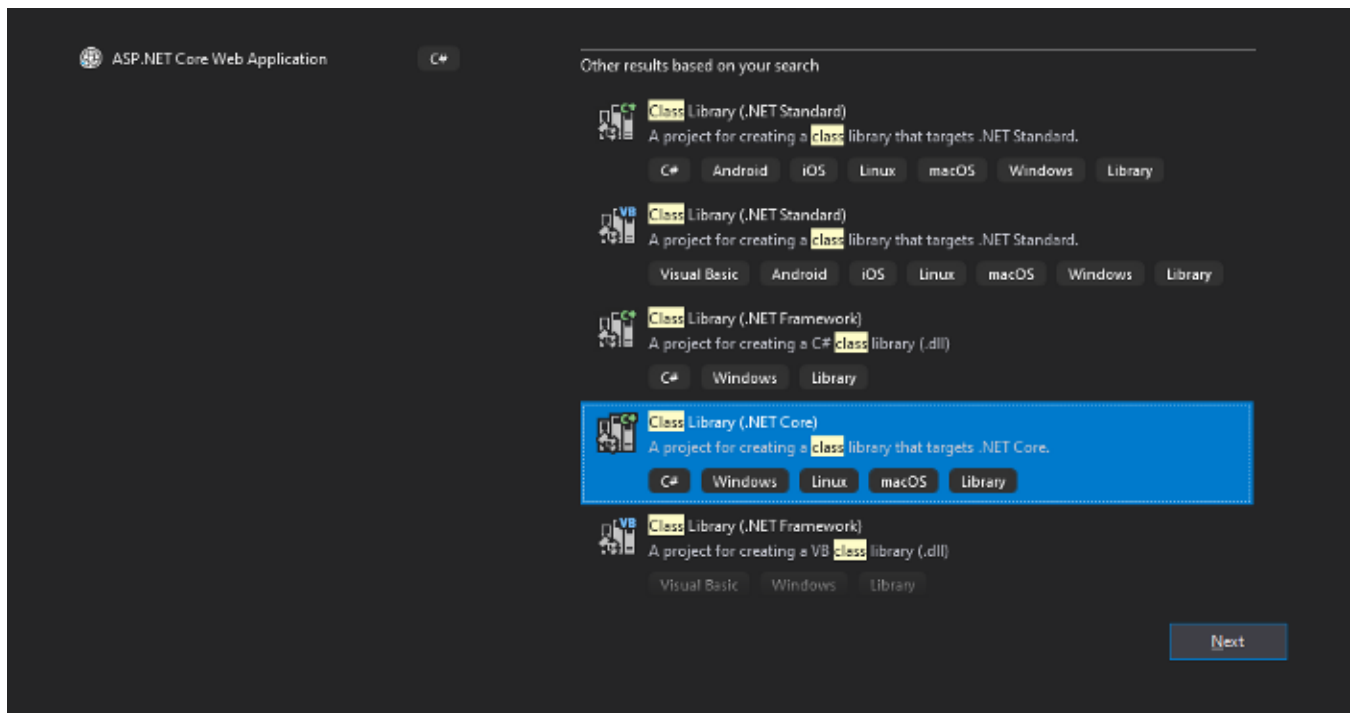 ASP.NET Core Web Application C#
Other results based on your search
C#
Class Library (.NET Standard)
A project for creating a class library that targets .NET Standard.
C# Android iOS Linux macOS Windows Library
VB
Class Library (.NET Standard)
A project for creating a class library that targets .NET Standard.
Visual Basic Android iOS Linux macOS Windows Library
C#
Class Library (.NET Framework)
A project for creating a C# class library (.dll)
C# Windows Library
C#
Class Library (.NET Core)
A project for creating a class library that targets .NET Core.
C# Windows Linux macOS Library
VB
Class Library (.NET Framework)
A project for creating a VB class library (.dll)
Visual Basic Windows Library
Next